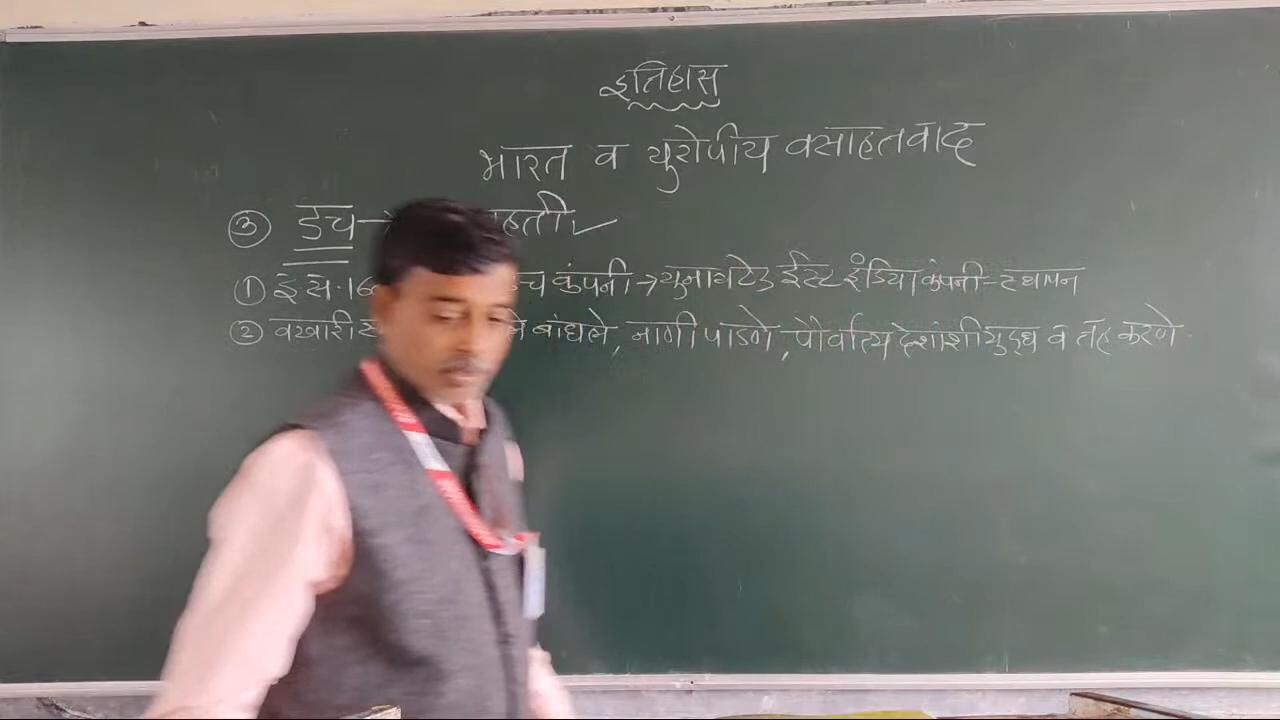 इतिहास
भारत व युरोपीय वसाहतवाद
③ डच→ हती✓
① इ.स.16 च कंपनी→युनायटेड ईस्ट इंडिया कंपनी-स्थापन
② वखारी बांधले, नाणी पाडणे, पौर्वात्य देशांशी युद्ध व तह करणे.